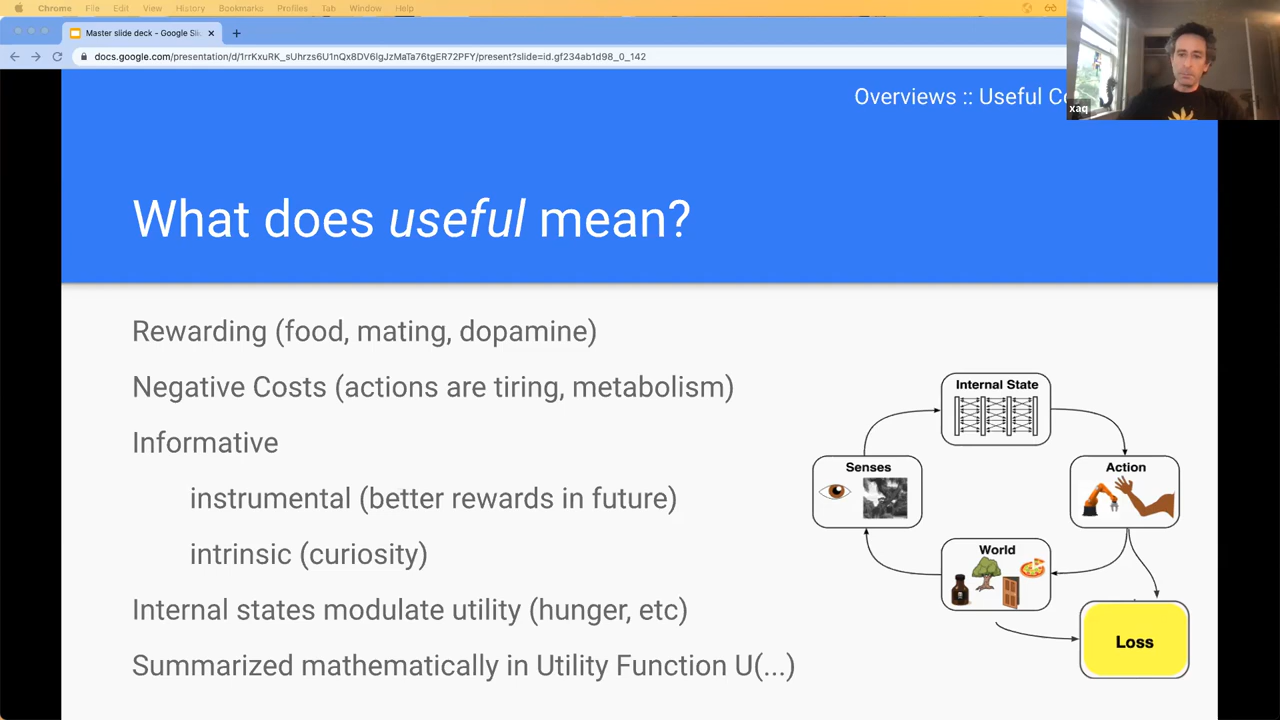 Chrome File Edit View History Bookmarks Profiles Tab Window Help
Master slide deck - Google Sli
docs.google.com/presentation/d/1rrKxuRK_sUhrzs6U1nQx8DV6IgJzMaTa76tgER72PFY/present?slide=id.gf234ab1d98_0_142
xaq
Overviews :: Useful
What does useful mean?
Rewarding (food, mating, dopamine)
Negative Costs (actions are tiring, metabolism)
Informative
instrumental (better rewards in future)
intrinsic (curiosity)
Internal states modulate utility (hunger, etc)
Summarized mathematically in Utility Function U(...)
Internal State
Senses
Action
World
Loss